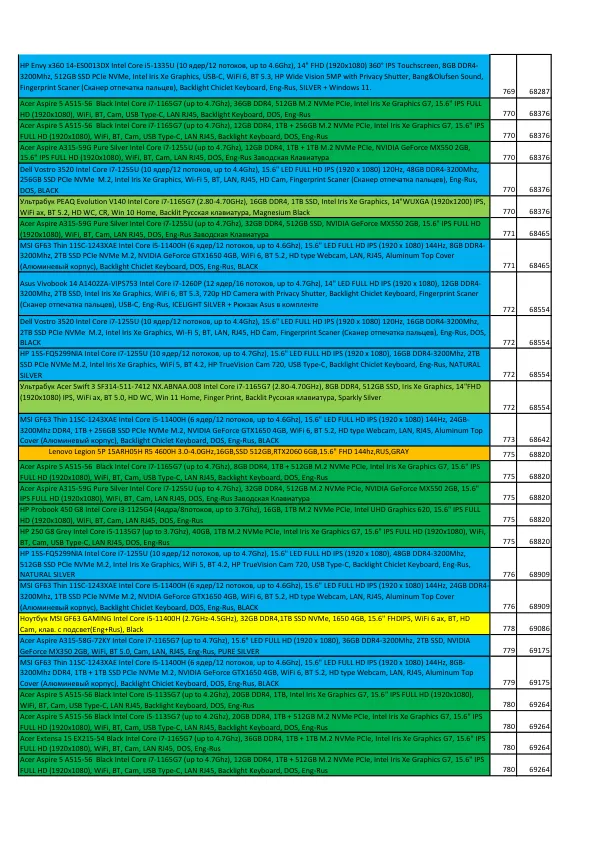 HP Envy x360 14-ES0013DX Intel Core i5-1335U (10 ядер/12 потоков, up to 4.6Ghz), 14" FHD (1920x1080) 360° IPS Touchscreen, 8GB DDR4-
3200Mhz, 512GB SSD PCIe NVMe, Intel Iris Xe Graphics, USB-C, WiFi 6, BT 5.3, HP Wide Vision 5MP with Privacy Shutter, Bang&Olufsen Sound,
Fingerprint Scaner (Сканер отпечатка пальцев), Backlight Chiclet Keyboard, Eng-Rus, SILVER + Windows 11. 769 68287
Acer Aspire 5 A515-56 Black Intel Core i7-1165G7 (up to 4.7Ghz), 36GB DDR4, 512GB M.2 NVMe PCIe, Intel Iris Xe Graphics G7, 15.6" IPS FULL
HD (1920x1080), WiFi, BT, Cam, USB Type-C, LAN RJ45, Backlight Keyboard, DOS, Eng-Rus 770 68376
Acer Aspire 5 A515-56 Black Intel Core i7-1165G7 (up to 4.7Ghz), 12GB DDR4, 1TB + 256GB M.2 NVMe PCIe, Intel Iris Xe Graphics G7, 15.6" IPS
FULL HD (1920x1080), WiFi, BT, Cam, USB Type-C, LAN RJ45, Backlight Keyboard, DOS, Eng-Rus 770 68376
Acer Aspire A315-59G Pure Silver Intel Core i7-1255U (up to 4.7Ghz), 12GB DDR4, 1TB + 1TB M.2 NVMe PCIe, NVIDIA GeForce MX550 2GB,
15.6" IPS FULL HD (1920x1080), WiFi, BT, Cam, LAN RJ45, DOS, Eng-Rus Заводская Клавиатура 770 68376
Dell Vostro 3520 Intel Core i7-1255U (10 ядер/12 потоков, up to 4.4Ghz), 15.6" LED FULL HD IPS (1920 x 1080) 120Hz, 48GB DDR4-3200Mhz,
256GB SSD PCIe NVMe M.2, Intel Iris Xe Graphics, Wi-Fi 5, BT, LAN, RJ45, HD Cam, Fingerprint Scaner (Сканер отпечатка пальцев), Eng-Rus,
DOS, BLACK 770 68376
Ультрабук PEAQ Evolution V140 Intel Core i7-1165G7 (2.80-4.70GHz), 16GB DDR4, 1TB SSD, Intel Iris Xe Graphics, 14"WUXGA (1920x1200) IPS,
WiFi ax, BT 5.2, HD WC, CR, Win 10 Home, Backlit Русская клавиатура, Magnesium Black 770 68376
Acer Aspire A315-59G Pure Silver Intel Core i7-1255U (up to 4.7Ghz), 32GB DDR4, 512GB SSD, NVIDIA GeForce MX550 2GB, 15.6" IPS FULL HD
(1920x1080), WiFi, BT, Cam, LAN RJ45, DOS, Eng-Rus Заводская Клавиатура 771 68465
MSI GF63 Thin 11SC-1243XAE Intel Core i5-11400H (6 ядер/12 потоков, up to 4.6Ghz), 15.6" LED FULL HD IPS (1920 x 1080) 144Hz, 8GB DDR4-
3200Mhz, 2TB SSD PCIe NVMe M.2, NVIDIA GeForce GTX1650 4GB, WiFi 6, BT 5.2, HD type Webcam, LAN, RJ45, Aluminum Top Cover
(Алюминевый корпус), Backlight Chiclet Keyboard, DOS, Eng-Rus, BLACK 771 68465
Asus Vivobook 14 A1402ZA-VIPS753 Intel Core i7-1260P (12 ядер/16 потоков, up to 4.7Ghz), 14" LED FULL HD IPS (1920 x 1080), 12GB DDR4-
3200Mhz, 2TB SSD, Intel Iris Xe Graphics, WiFi 6, BT 5.3, 720p HD Camera with Privacy Shutter, Backlight Chiclet Keyboard, Fingerprint Scaner
(Сканер отпечатка пальцев), USB-C, Eng-Rus, ICELIGHT SILVER + Рюкзак Asus в комплекте 772 68554
Dell Vostro 3520 Intel Core i7-1255U (10 ядер/12 потоков, up to 4.4Ghz), 15.6" LED FULL HD IPS (1920 x 1080) 120Hz, 16GB DDR4-3200Mhz,
2TB SSD PCIe NVMe M.2, Intel Iris Xe Graphics, Wi-Fi 5, BT, LAN, RJ45, HD Cam, Fingerprint Scaner (Сканер отпечатка пальцев), Eng-Rus, DOS,
BLACK 772 68554
HP 15S-FQ5299NIA Intel Core i7-1255U (10 ядер/12 потоков, up to 4.7Ghz), 15.6" LED FULL HD IPS (1920 x 1080), 16GB DDR4-3200Mhz, 2TB
SSD PCIe NVMe M.2, Intel Iris Xe Graphics, WiFi 5, BT 4.2, HP TrueVision Cam 720, USB Type-C, Backlight Chiclet Keyboard, Eng-Rus, NATURAL
SILVER 772 68554
Ультрабук Acer Swift 3 SF314-511-7412 NX.ABNAA.008 Intel Core i7-1165G7 (2.80-4.70GHz), 8GB DDR4, 512GB SSD, Iris Xe Graphics, 14"FHD
(1920x1080) IPS, WiFi ax, BT 5.0, HD WC, Win 11 Home, Finger Print, Backlit Русская клавиатура, Sparkly Silver 772 68554
MSI GF63 Thin 11SC-1243XAE Intel Core i5-11400H (6 ядер/12 потоков, up to 4.6Ghz), 15.6" LED FULL HD IPS (1920 x 1080) 144Hz, 24GB-
3200Mhz DDR4, 1TB + 256GB SSD PCIe NVMe M.2, NVIDIA GeForce GTX1650 4GB, WiFi 6, BT 5.2, HD type Webcam, LAN, RJ45, Aluminum Top
Cover (Алюминевый корпус), Backlight Chiclet Keyboard, DOS, Eng-Rus, BLACK 773 68642
Lenovo Legion 5P 15ARH05H R5 4600H 3.0-4.0GHz,16GB,SSD 512GB,RTX2060 6GB,15.6" FHD 144hz,RUS,GRAY 775 68820
Acer Aspire 5 A515-56 Black Intel Core i7-1165G7 (up to 4.7Ghz), 8GB DDR4, 1TB + 512GB M.2 NVMe PCIe, Intel Iris Xe Graphics G7, 15.6" IPS
FULL HD (1920x1080), WiFi, BT, Cam, USB Type-C, LAN RJ45, Backlight Keyboard, DOS, Eng-Rus 775 68820
Acer Aspire A315-59G Pure Silver Intel Core i7-1255U (up to 4.7Ghz), 32GB DDR4, 512GB M.2 NVMe PCIe, NVIDIA GeForce MX550 2GB, 15.6"
IPS FULL HD (1920x1080), WiFi, BT, Cam, LAN RJ45, DOS, Eng-Rus Заводская Клавиатура 775 68820
HP Probook 450 G8 Intel Core i3-1125G4 (4ядра/8потоков, up to 3.7Ghz), 16GB, 1TB M.2 NVMe PCIe, Intel UHD Graphics 620, 15.6" IPS FULL
HD (1920x1080), WiFi, BT, Cam, LAN RJ45, DOS, Eng-Rus 775 68820
HP 250 G8 Grey Intel Core i5-1135G7 (up to 3.7Ghz), 40GB, 1TB M.2 NVMe PCIe, Intel Iris Xe Graphics G7, 15.6" IPS FULL HD (1920x1080), WiFi,
BT, Cam, USB Type-C, LAN RJ45, DOS, Eng-Rus 775 68820
HP 15S-FQ5299NIA Intel Core i7-1255U (10 ядер/12 потоков, up to 4.7Ghz), 15.6" LED FULL HD IPS (1920 x 1080), 48GB DDR4-3200Mhz,
512GB SSD PCIe NVMe M.2, Intel Iris Xe Graphics, WiFi 5, BT 4.2, HP TrueVision Cam 720, USB Type-C, Backlight Chiclet Keyboard, Eng-Rus,
NATURAL SILVER 776 68909
MSI GF63 Thin 11SC-1243XAE Intel Core i5-11400H (6 ядер/12 потоков, up to 4.6Ghz), 15.6" LED FULL HD IPS (1920 x 1080) 144Hz, 24GB DDR4-
3200Mhz, 1TB SSD PCIe NVMe M.2, NVIDIA GeForce GTX1650 4GB, WiFi 6, BT 5.2, HD type Webcam, LAN, RJ45, Aluminum Top Cover
(Алюминевый корпус), Backlight Chiclet Keyboard, DOS, Eng-Rus, BLACK 776 68909
Ноутбук MSI GF63 GAMING Intel Core i5-11400H (2.7GHz-4.5GHz), 32GB DDR4,1TB SSD NVMe, 1650 4GB, 15.6" FHDIPS, WiFi 6 ax, BT, HD
Cam, клав. с подсвет(Eng+Rus), Black 778 69086
Acer Aspire A315-58G-72KY Intel Core i7-1165G7 (up to 4.7Ghz), 15.6" LED FULL HD (1920 x 1080), 36GB DDR4-3200Mhz, 2TB SSD, NVIDIA
GeForce MX350 2GB, WiFi, BT 5.0, Cam, LAN, RJ45, Eng-Rus, PURE SILVER 779 69175
MSI GF63 Thin 11SC-1243XAE Intel Core i5-11400H (6 ядер/12 потоков, up to 4.6Ghz), 15.6" LED FULL HD IPS (1920 x 1080) 144Hz, 8GB-
3200Mhz DDR4, 1TB + 1TB SSD PCIe NVMe M.2, NVIDIA GeForce GTX1650 4GB, WiFi 6, BT 5.2, HD type Webcam, LAN, RJ45, Aluminum Top
Cover (Алюминевый корпус), Backlight Chiclet Keyboard, DOS, Eng-Rus, BLACK 779 69175
Acer Aspire 5 A515-56 Black Intel Core i5-1135G7 (up to 4.2Ghz), 20GB DDR4, 1TB, Intel Iris Xe Graphics G7, 15.6" IPS FULL HD (1920x1080),
WiFi, BT, Cam, USB Type-C, LAN RJ45, Backlight Keyboard, DOS, Eng-Rus 780 69264
Acer Aspire 5 A515-56 Black Intel Core i5-1135G7 (up to 4.2Ghz), 20GB DDR4, 1TB + 512GB M.2 NVMe PCIe, Intel Iris Xe Graphics G7, 15.6" IPS
FULL HD (1920x1080), WiFi, BT, Cam, USB Type-C, LAN RJ45, Backlight Keyboard, DOS, Eng-Rus 780 69264
Acer Extensa 15 EX215-54 Black Intel Core i7-1165G7 (up to 4.7Ghz), 36GB DDR4, 1TB + 1TB M.2 NVMe PCIe, Intel Iris Xe Graphics G7, 15.6" IPS
FULL HD (1920x1080), WiFi, BT, Cam, LAN RJ45, DOS, Eng-Rus 780 69264
Acer Aspire 5 A515-56 Black Intel Core i7-1165G7 (up to 4.7Ghz), 12GB DDR4, 1TB + 512GB M.2 NVMe PCIe, Intel Iris Xe Graphics G7, 15.6" IPS
FULL HD (1920x1080), WiFi, BT, Cam, USB Type-C, LAN RJ45, Backlight Keyboard, DOS, Eng-Rus 780 69264